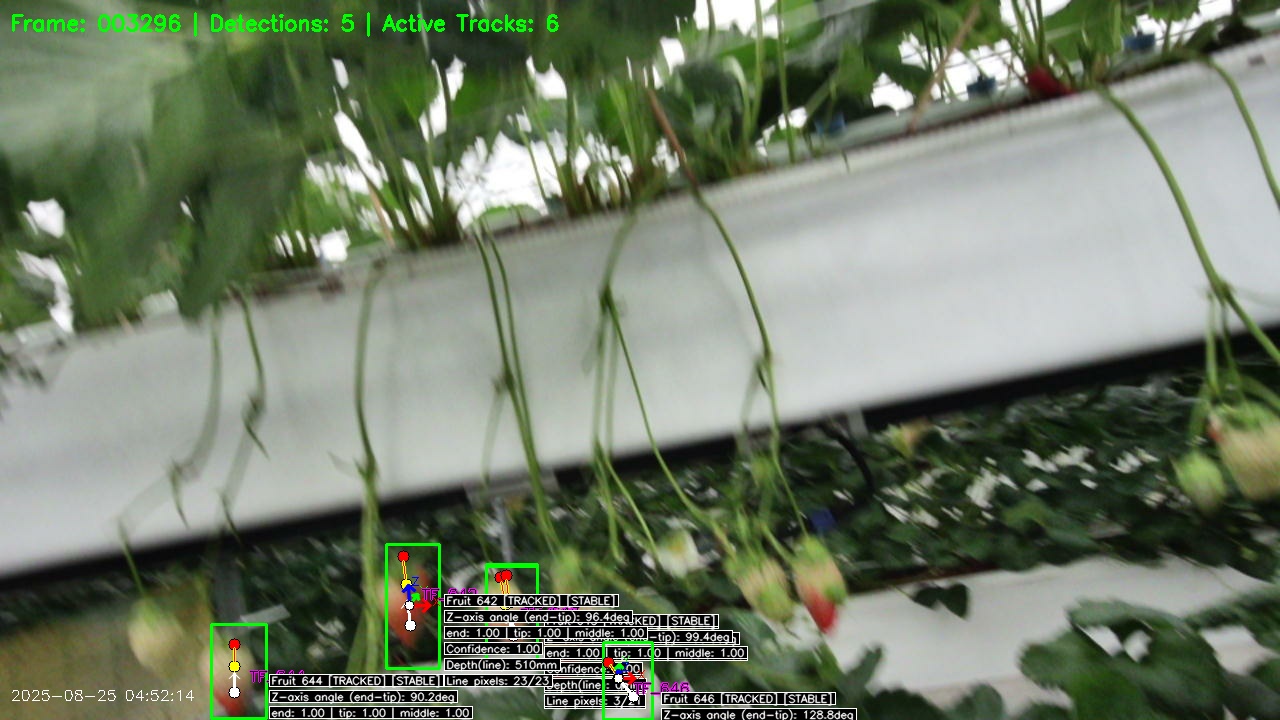 Frame: 003296 | Detections: 5 | Active Tracks: 6
Fruit 642 [TRACKED] [STABLE]
Z-axis angle (end-tip): 96.4deg
end: 1.00 | tip: 1.00 | middle: 1.00
Confidence: 1.00
Depth(line): 510mm
Line pixels: 23/23
[STABLE]
-tip): 99.4deg
end: 1.00 | tip: 1.00 | middle: 1.00
Depth(line):
Line pixels:
Fruit 644 [TRACKED] [STABLE]
Z-axis angle (end-tip): 90.2deg
end: 1.00 | tip: 1.00 | middle: 1.00
Fruit 646 [TRACKED] [STABLE]
Z-axis angle (end-tip): 128.8deg
2025-08-25 04:52:14